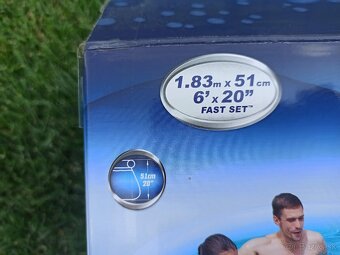 1.83m x 51cm
6' x 20"
FAST SET™
51cm
20"